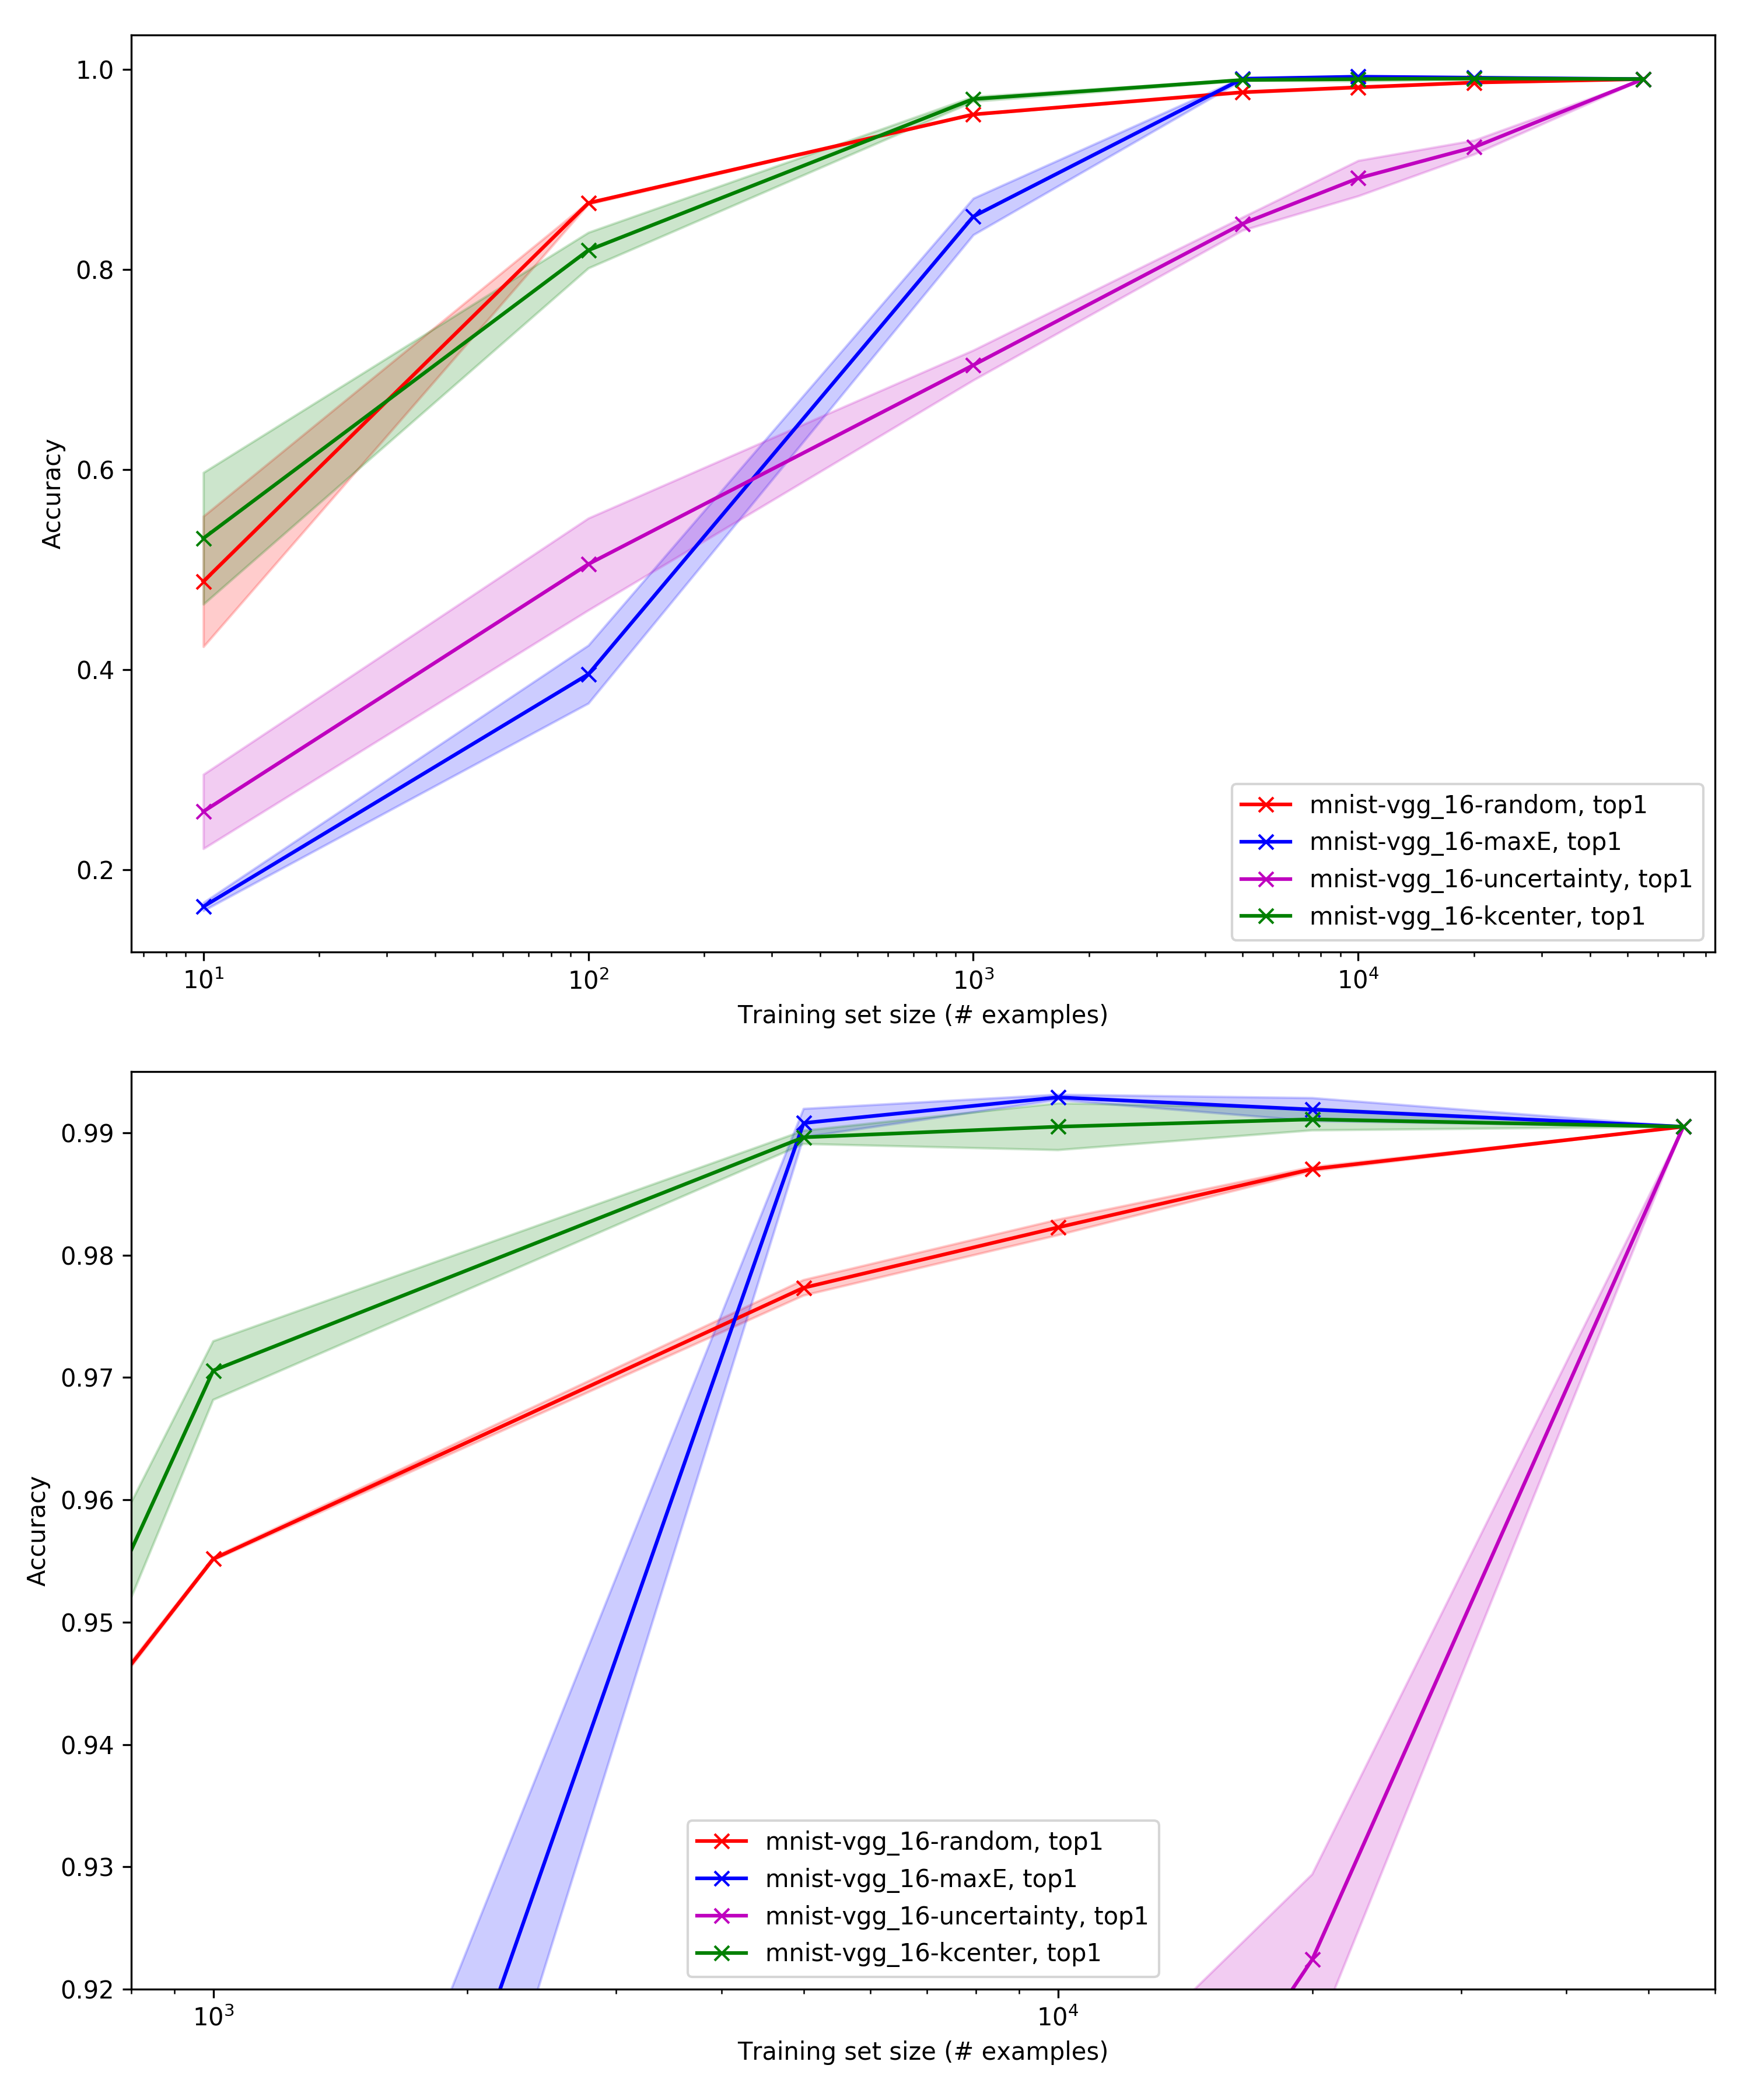 1.0
0.8
0.6
0.4
0.2
Accuracy
mnist-vgg_16-random, top1
mnist-vgg_16-maxE, top1
mnist-vgg_16-uncertainty, top1
mnist-vgg_16-kcenter, top1
10¹ 10² 10³ 10⁴
Training set size (# examples)
0.99
0.98
0.97
0.96
0.95
0.94
0.93
0.92
Accuracy
mnist-vgg_16-random, top1
mnist-vgg_16-maxE, top1
mnist-vgg_16-uncertainty, top1
mnist-vgg_16-kcenter, top1
10³ 10⁴
Training set size (# examples)